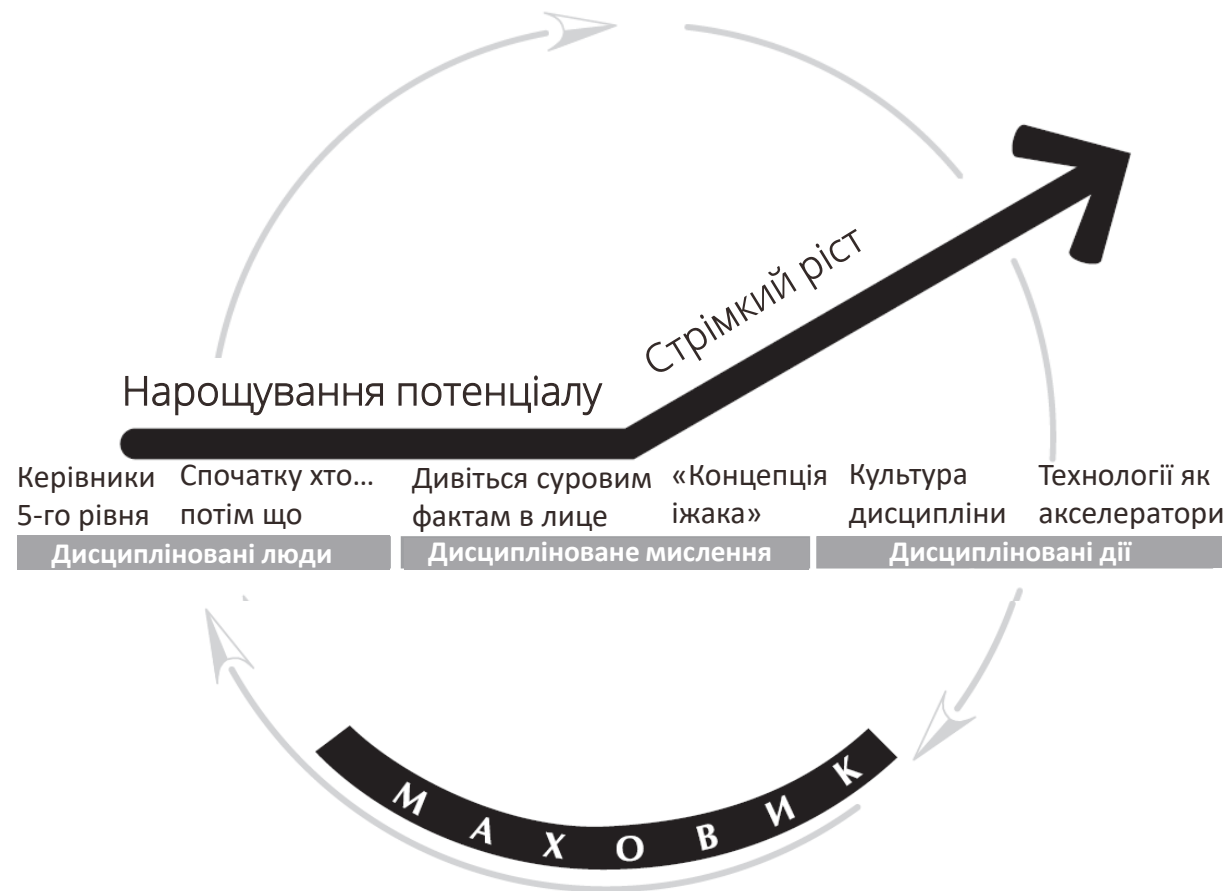 Стрімкий ріст
Нарощування потенціалу
Керівники
5-го рівня
Спочатку хто...
потім що
Дивіться суровим
фактам в лице
«Концепція
їжака»
Культура
дисципліни
Технології як
акселератори
Дисципліновані люди
Дисципліноване мислення
Дисципліновані дії
МАХОВИК